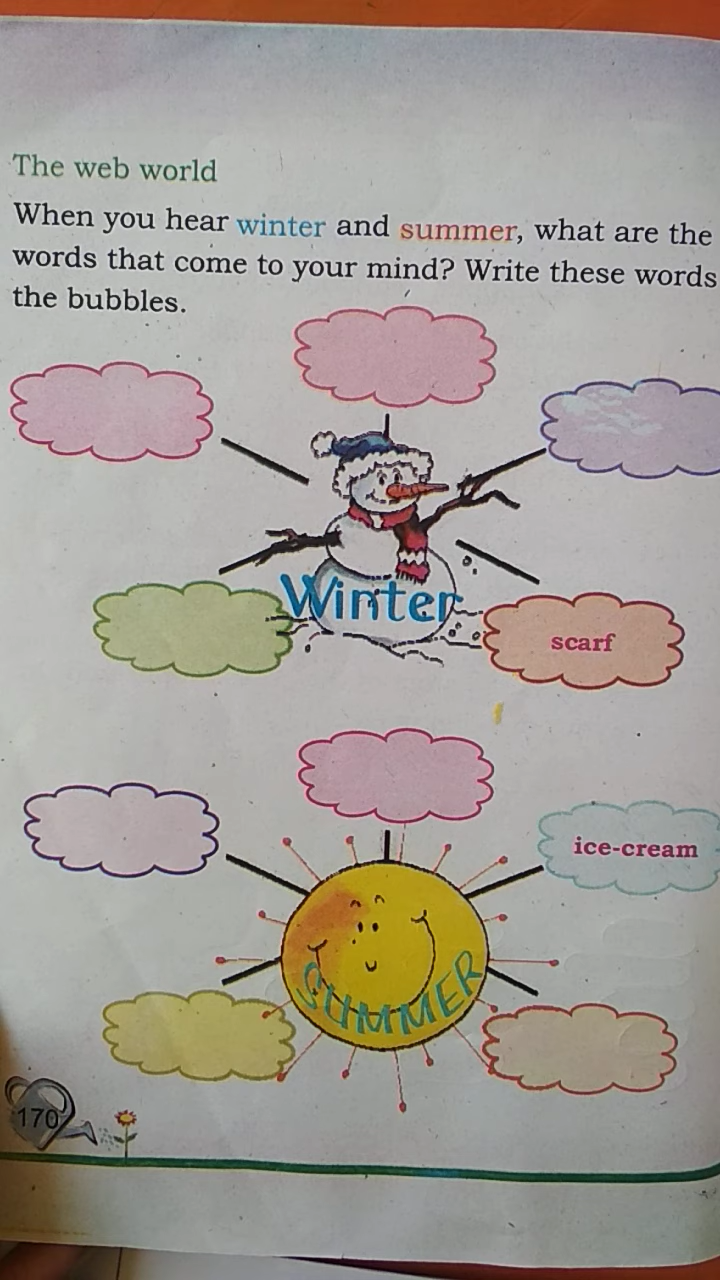 The web world
When you hear winter and summer, what are the
words that come to your mind? Write these words
the bubbles.
Winter
scarf
ice-cream
SUMMER
170